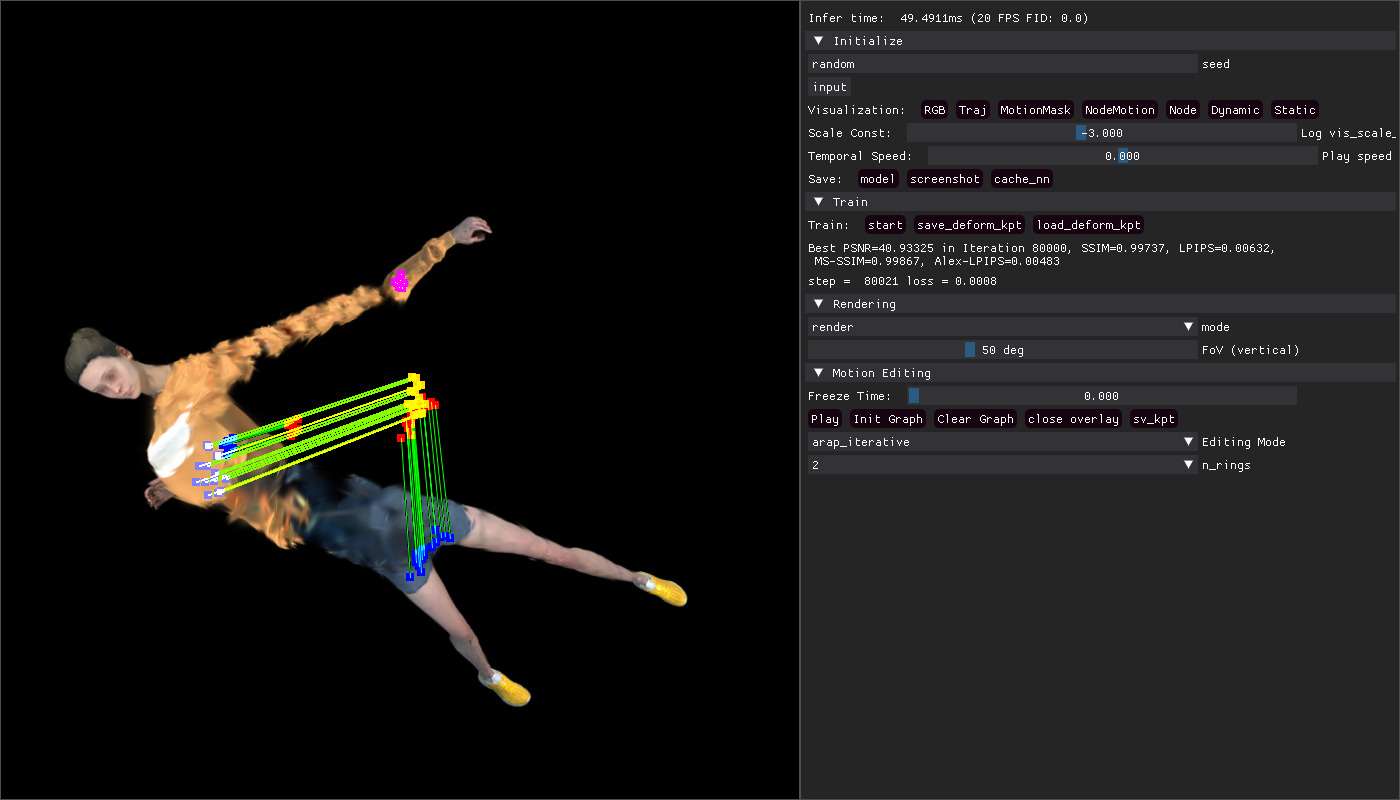 Infer time: 49.4911ms (20 FPS FID: 0.0)
Initialize
random seed
input
Visualization: RGB Traj MotionMask NodeMotion Node Dynamic Static
Scale Const: -3.000 Log vis_scale_
Temporal Speed: 0.000 Play speed
Save: model screenshot cache_nn
Train
Train: start save_deform_kpt load_deform_kpt
Best PSNR=40.93325 in Iteration 80000, SSIM=0.99737, LPIPS=0.00632,
MS-SSIM=0.99867, Alex-LPIPS=0.00483
step = 80021 loss = 0.0008
Rendering
render mode
50 deg FoV (vertical)
Motion Editing
Freeze Time: 0.000
Play Init Graph Clear Graph close overlay sv_kpt
arap_iterative Editing Mode
2 n_rings